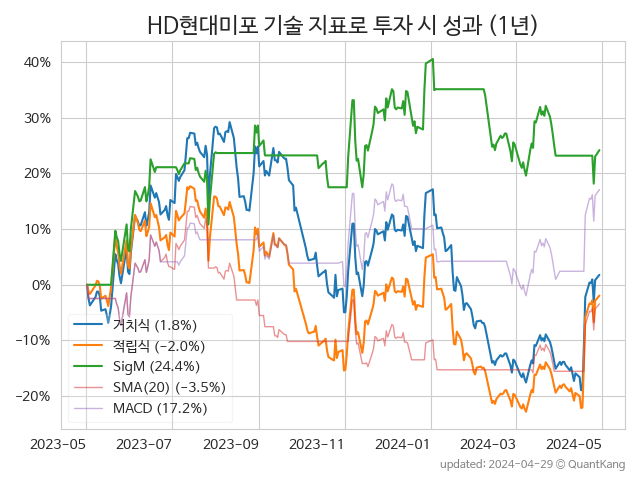 HD현대미포 기술 지표로 투자 시 성과 (1년)
40%
30%
20%
10%
0%
−10%
−20%
거치식 (1.8%)
적립식 (−2.0%)
SigM (24.4%)
SMA(20) (−3.5%)
MACD (17.2%)
2023-05 2023-07 2023-09 2023-11 2024-01 2024-03 2024-05
updated: 2024-04-29 © QuantKang